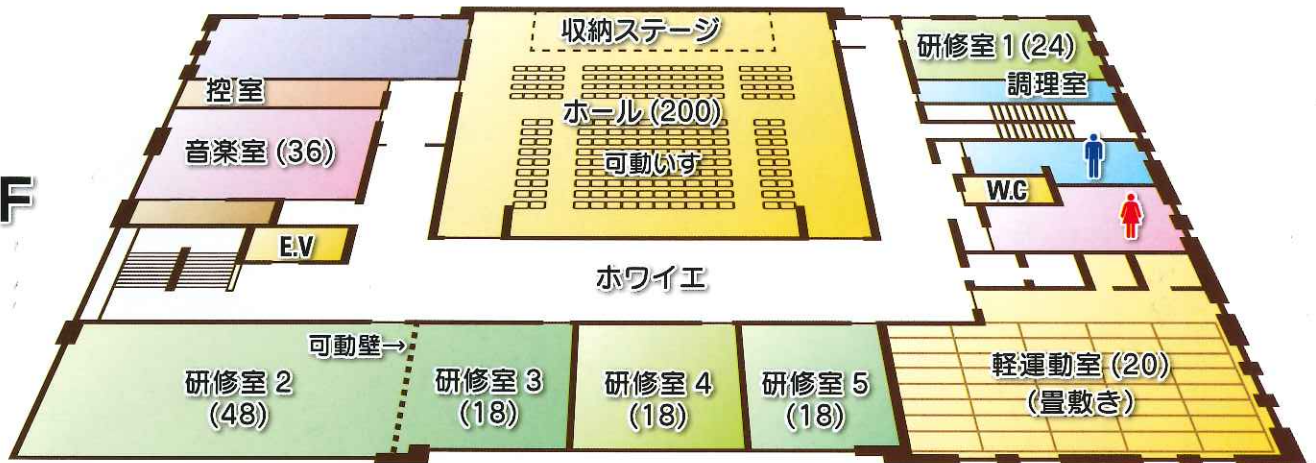 収納ステージ
研修室1(24)
控室
調理室
ホール(200)
音楽室(36)
可動いす
F
W.C
E.V
ホワイエ
可動壁→
研修室2
(48)
研修室3
(18)
研修室4
(18)
研修室5
(18)
軽運動室(20)
(畳敷き)